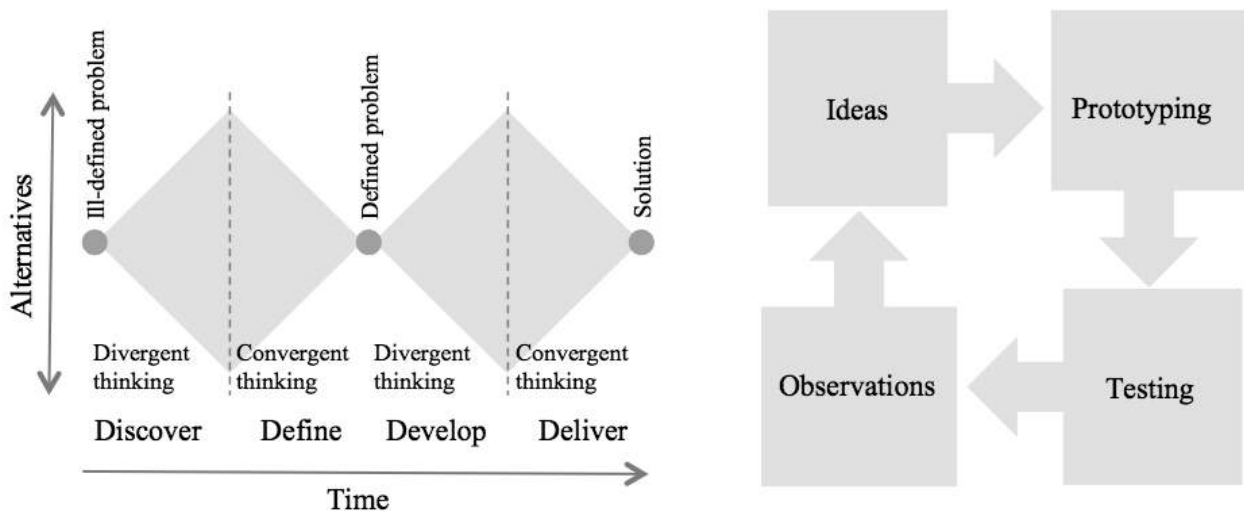 Alternatives
Ill-defined problem
Defined problem
Solution
Divergent
thinking
Convergent
thinking
Divergent
thinking
Convergent
thinking
Discover
Define
Develop
Deliver
Time
Ideas
Prototyping
Observations
Testing